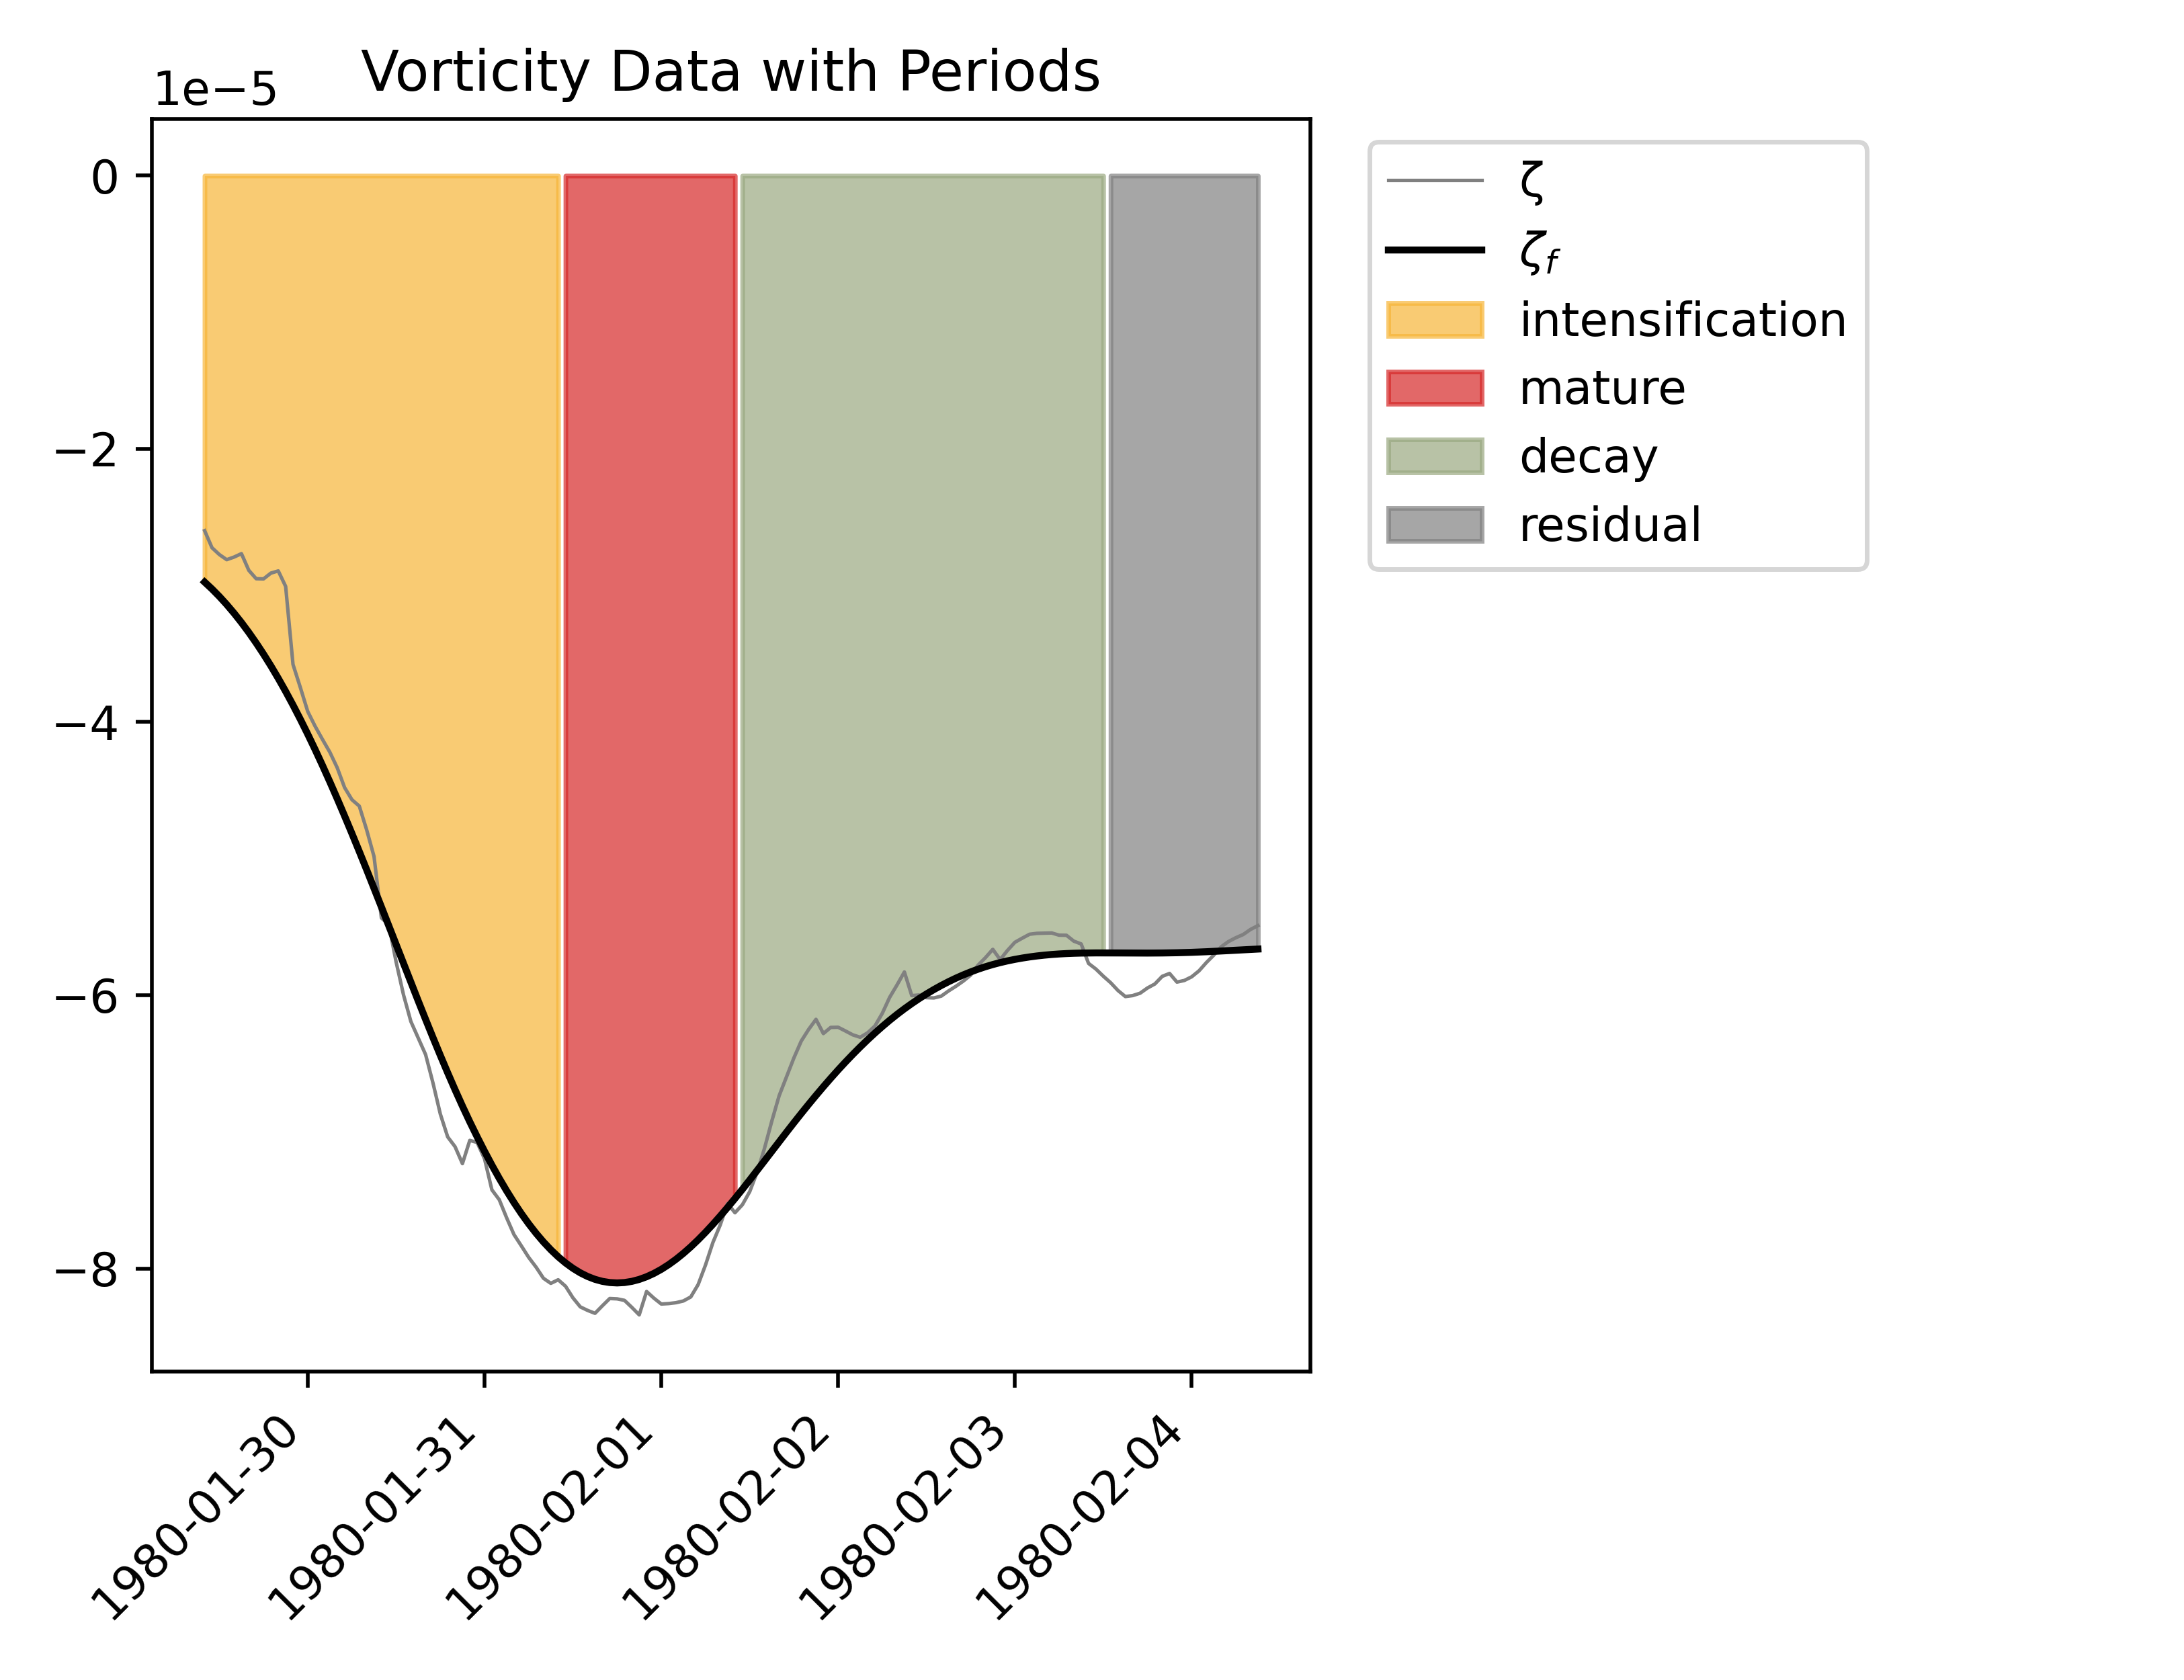 Vorticity Data with Periods
1e−5
0
−2
−4
−6
−8
1980-01-30
1980-01-31
1980-02-01
1980-02-02
1980-02-03
1980-02-04
ζ
ζf
intensification
mature
decay
residual